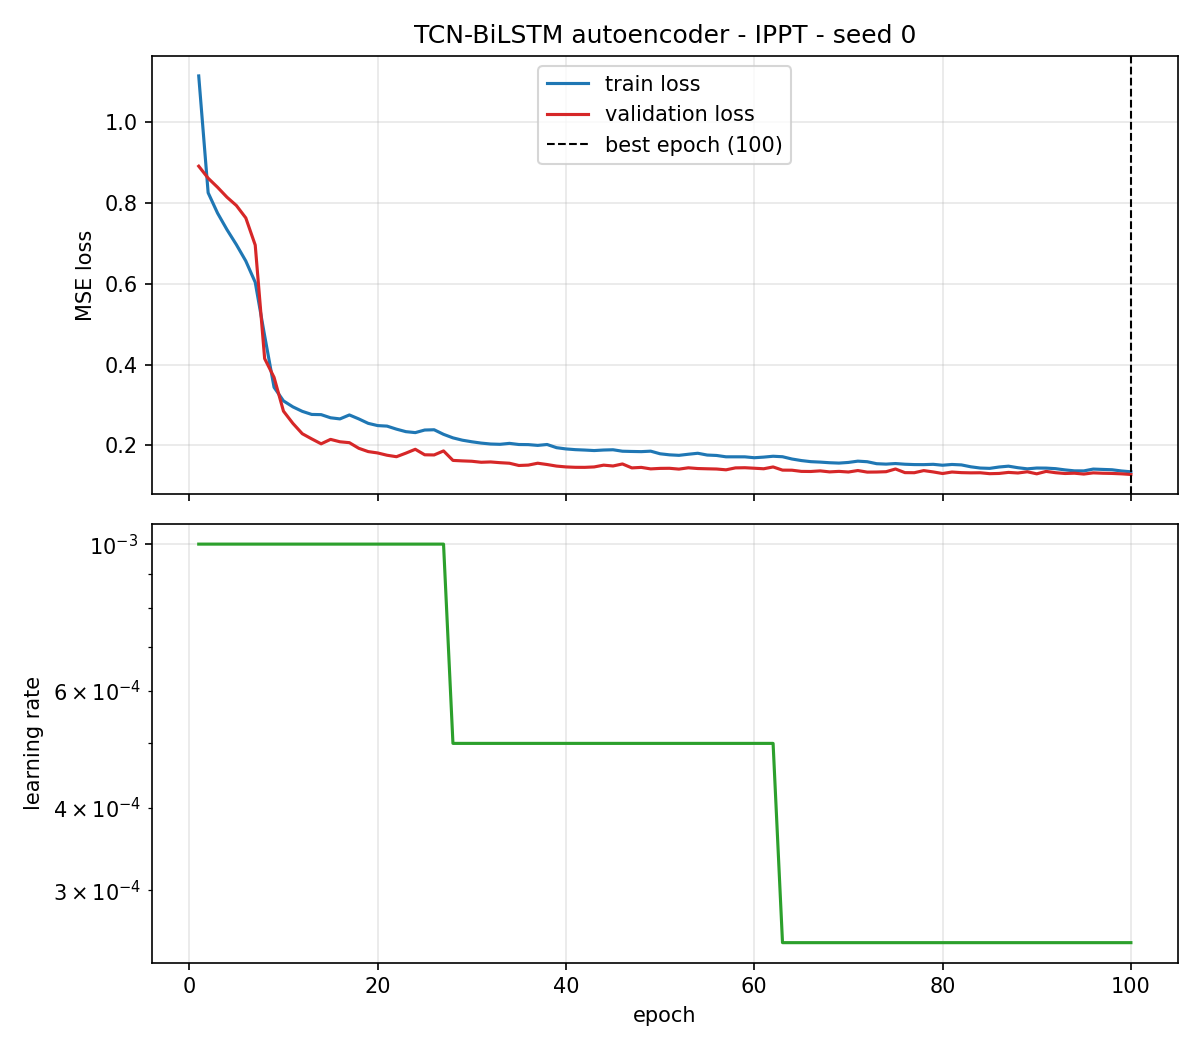 TCN-BiLSTM autoencoder - IPPT - seed 0
train loss
validation loss
best epoch (100)
1.0
0.8
0.6
0.4
0.2
MSE loss
10⁻³
6 × 10⁻⁴
4 × 10⁻⁴
3 × 10⁻⁴
learning rate
0 20 40 60 80 100
epoch